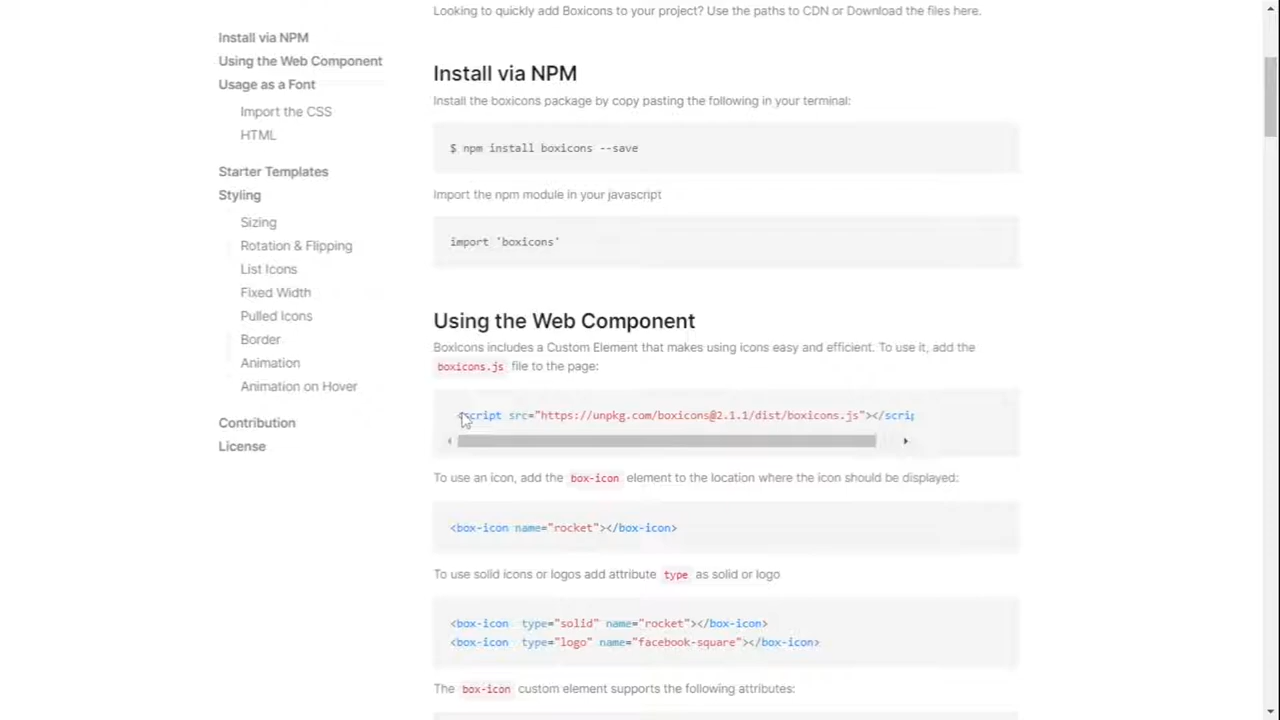 Install via NPM
Using the Web Component
Usage as a Font
Import the CSS
HTML
Starter Templates
Styling
Sizing
Rotation & Flipping
List Icons
Fixed Width
Pulled Icons
Border
Animation
Animation on Hover
Contribution
License
Looking to quickly add Boxicons to your project? Use the paths to CDN or Download the files here.
Install via NPM
Install the boxicons package by copy pasting the following in your terminal:
$ npm install boxicons --save
Import the npm module in your javascript
import 'boxicons'
Using the Web Component
Boxicons includes a Custom Element that makes using icons easy and efficient. To use it, add the
boxicons.js file to the page:
<script src="https://unpkg.com/boxicons@2.1.1/dist/boxicons.js"></scrip
To use an icon, add the box-icon element to the location where the icon should be displayed:
<box-icon name="rocket"></box-icon>
To use solid icons or logos add attribute type as solid or logo
<box-icon type="solid" name="rocket"></box-icon>
<box-icon type="logo" name="facebook-square"></box-icon>
The box-icon custom element supports the following attributes: